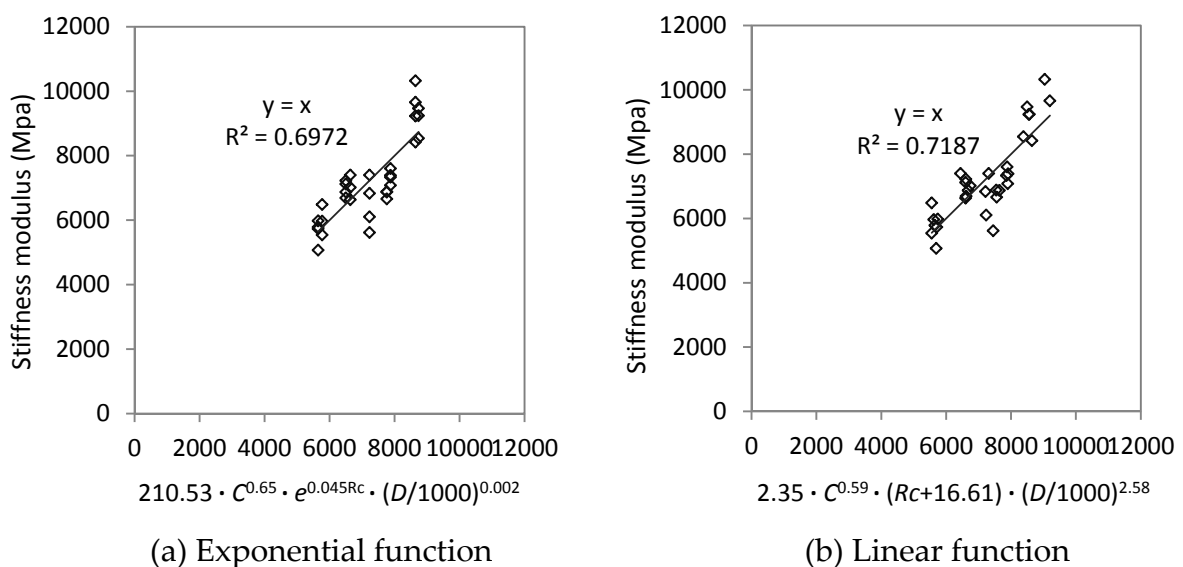 12000
10000
8000
6000
4000
2000
0
Stiffness modulus (Mpa)
y = x
R² = 0.6972
0 2000 4000 6000 8000 1000012000
210.53 · C^0.65 · e^0.045Rc · (D/1000)^0.002
(a) Exponential function
12000
10000
8000
6000
4000
2000
0
Stiffness modulus (Mpa)
y = x
R² = 0.7187
0 2000 4000 6000 8000 1000012000
2.35 · C^0.59 · (Rc+16.61) · (D/1000)^2.58
(b) Linear function